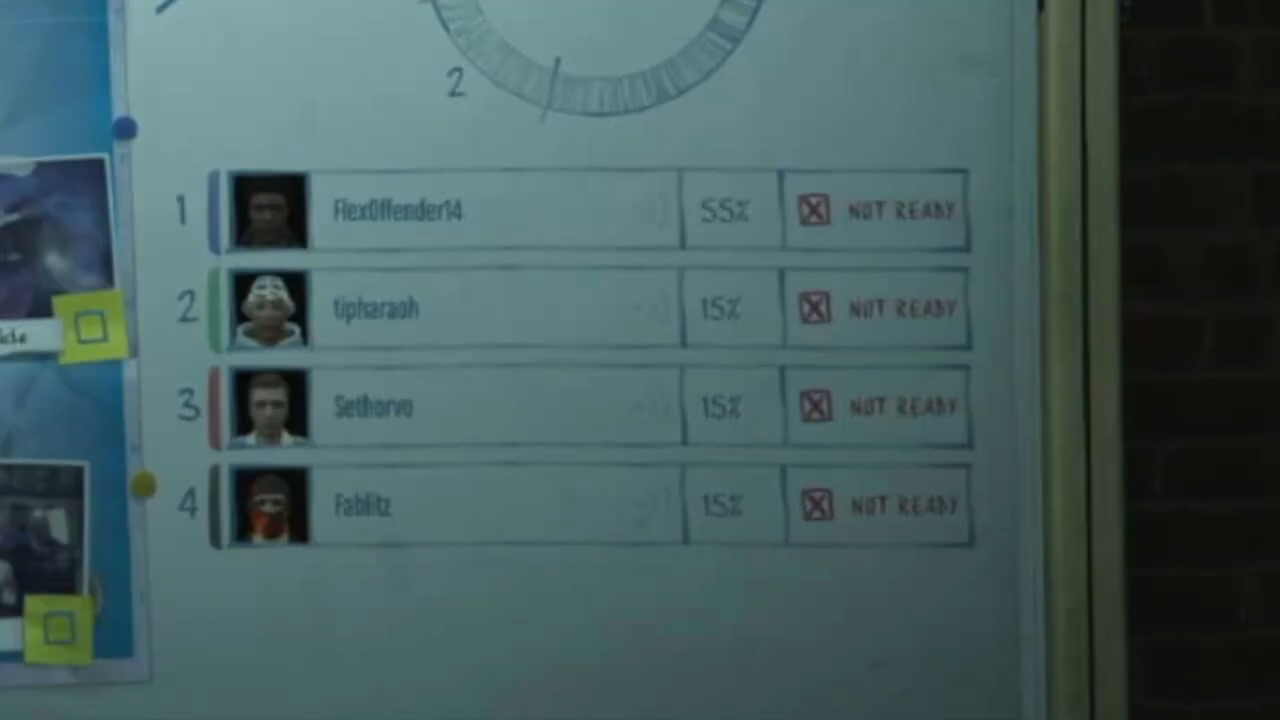 2
1 FlexOffender14 55% NOT READY
2 tipharaoh 15% NOT READY
3 Sethorvo 15% NOT READY
4 Fablitz 15% NOT READY